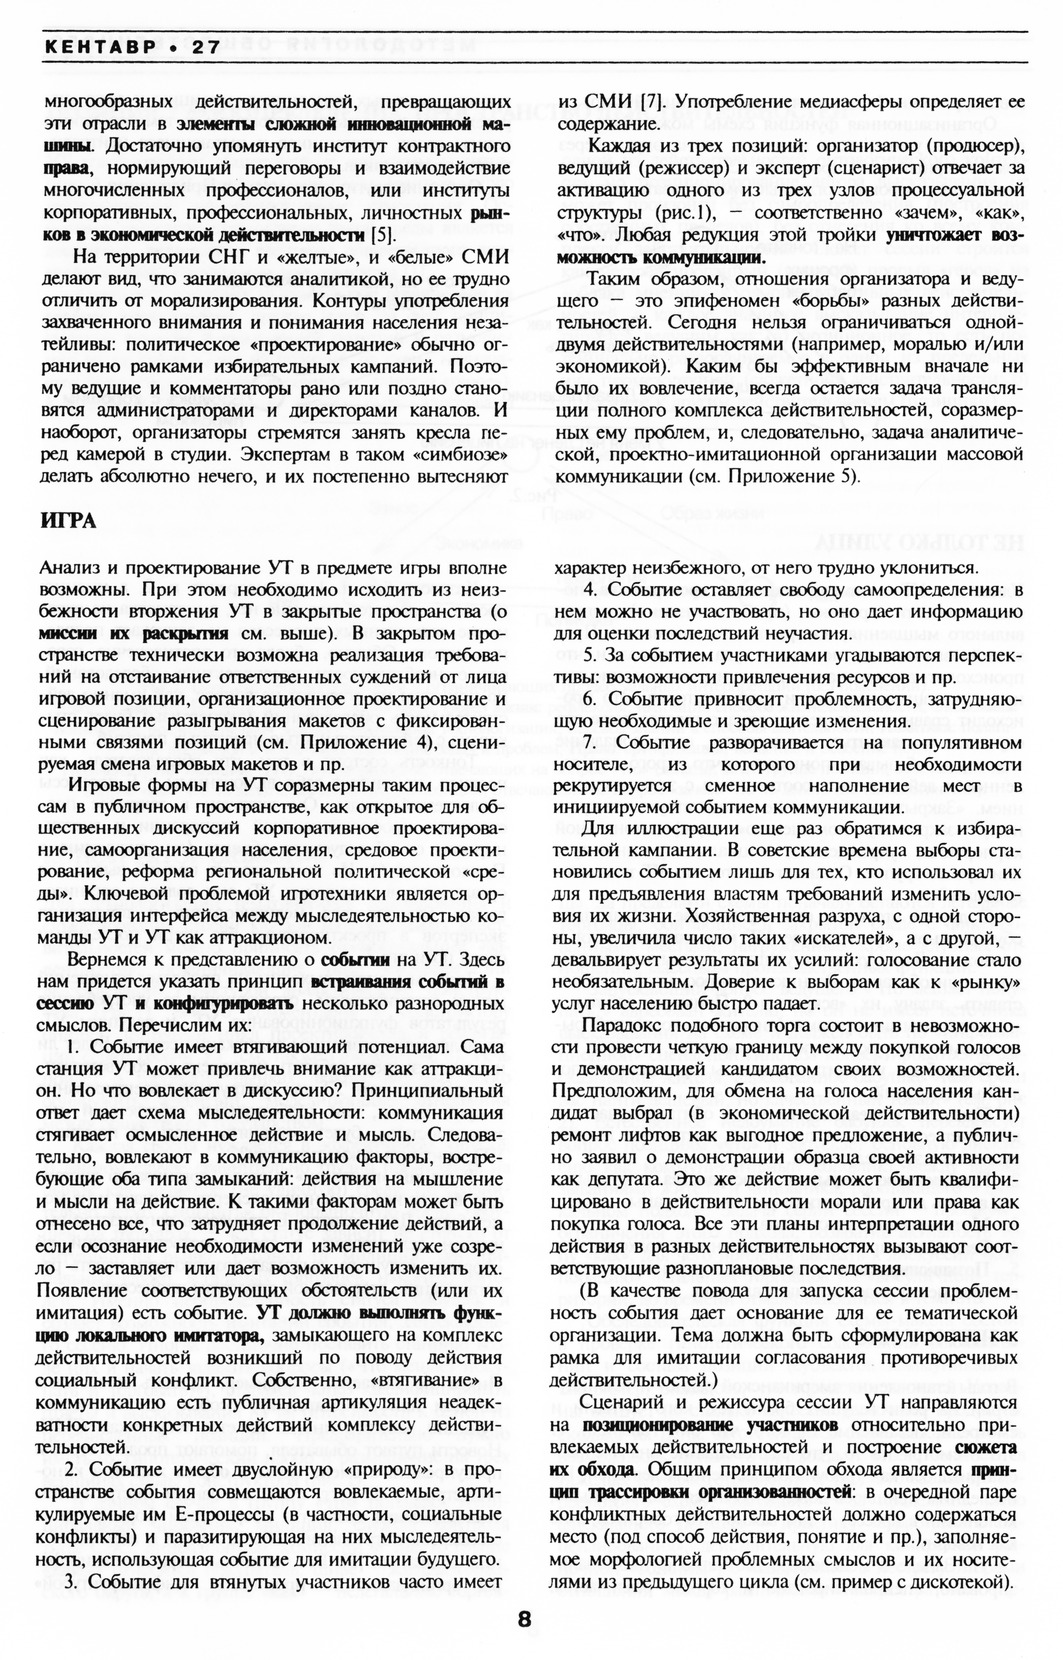 КЕНТАВР • 27
многообразных действительностей, превращающих
эти отрасли в элементы сложной инновационной ма-
шины. Достаточно упомянуть институт контрактного
права, нормирующий переговоры и взаимодействие
многочисленных профессионалов, или институты
корпоративных, профессиональных, личностных рын-
ков в экономической действительности [5].
На территории СНГ и «желтые», и «белые» СМИ
делают вид, что занимаются аналитикой, но ее трудно
отличить от морализирования. Контуры употребления
захваченного внимания и понимания населения неза-
тейливы: политическое «проектирование» обычно ог-
раничено рамками избирательных кампаний. Поэто-
му ведущие и комментаторы рано или поздно стано-
вятся администраторами и директорами каналов. И
наоборот, организаторы стремятся занять кресла пе-
ред камерой в студии. Экспертам в таком «симбиозе»
делать абсолютно нечего, и их постепенно вытесняют
из СМИ [7]. Употребление медиасферы определяет ее
содержание.
Каждая из трех позиций: организатор (продюсер),
ведущий (режиссер) и эксперт (сценарист) отвечает за
активацию одного из трех узлов процессуальной
структуры (рис.1), — соответственно «зачем», «как»,
«что». Любая редукция этой тройки уничтожает воз-
можность коммуникации.
Таким образом, отношения организатора и веду-
щего — это эпифеномен «борьбы» разных действи-
тельностей. Сегодня нельзя ограничиваться одной-
двумя действительностями (например, моралью и/или
экономикой). Каким бы эффективным вначале ни
было их вовлечение, всегда остается задача трансля-
ции полного комплекса действительностей, соразмер-
ных ему проблем, и, следовательно, задача аналитиче-
ской, проектно-имитационной организации массовой
коммуникации (см. Приложение 5).
ИГРА
Анализ и проектирование УТ в предмете игры вполне
возможны. При этом необходимо исходить из неиз-
бежности вторжения УТ в закрытые пространства (о
миссии их раскрытия см. выше). В закрытом про-
странстве технически возможна реализация требова-
ний на отстаивание ответственных суждений от лица
игровой позиции, организационное проектирование и
сценирование разыгрывания макетов с фиксирован-
ными связями позиций (см. Приложение 4), сцени-
руемая смена игровых макетов и пр.
Игровые формы на УТ соразмерны таким процес-
сам в публичном пространстве, как открытое для об-
щественных дискуссий корпоративное проектирова-
ние, самоорганизация населения, средовое проекти-
рование, реформа региональной политической «сре-
ды». Ключевой проблемой игротехники является ор-
ганизация интерфейса между мыследеятельностью ко-
манды УТ и УТ как аттракционом.
Вернемся к представлению о событии на УТ. Здесь
нам придется указать принцип встраивания событий в
сессию УТ и конфигурировать несколько разнородных
смыслов. Перечислим их:
1. Событие имеет втягивающий потенциал. Сама
станция УТ может привлечь внимание как аттракци-
он. Но что вовлекает в дискуссию? Принципиальный
ответ дает схема мыследеятельности: коммуникация
стягивает осмысленное действие и мысль. Следова-
тельно, вовлекают в коммуникацию факторы, востре-
бующие оба типа замыканий: действия на мышление
и мысли на действие. К такими факторам может быть
отнесено все, что затрудняет продолжение действий, а
если осознание необходимости изменений уже созре-
ло — заставляет или дает возможность изменить их.
Появление соответствующих обстоятельств (или их
имитация) есть событие. УТ должно выполнять функ-
цию локального имитатора, замыкающего на комплекс
действительностей возникший по поводу действия
социальный конфликт. Собственно, «втягивание» в
коммуникацию есть публичная артикуляция неадек-
ватности конкретных действий комплексу действи-
тельностей.
2. Событие имеет двуслойную «природу»: в про-
странстве события совмещаются вовлекаемые, арти-
кулируемые им Е-процессы (в частности, социальные
конфликты) и паразитирующая на них мыследеятель-
ность, использующая событие для имитации будущего.
3. Событие для втянутых участников часто имеет
характер неизбежного, от него трудно уклониться.
4. Событие оставляет свободу самоопределения: в
нем можно не участвовать, но оно дает информацию
для оценки последствий неучастия.
5. За событием участниками угадываются перспек-
тивы: возможности привлечения ресурсов и пр.
6. Событие привносит проблемность, затрудняю-
щую необходимые и зреющие изменения.
7. Событие разворачивается на популятивном
носителе, из которого при необходимости
рекрутируется сменное наполнение мест в
инициируемой событием коммуникации.
Для иллюстрации еще раз обратимся к избира-
тельной кампании. В советские времена выборы ста-
новились событием лишь для тех, кто использовал их
для предъявления властям требований изменить усло-
вия их жизни. Хозяйственная разруха, с одной сторо-
ны, увеличила число таких «искателей», а с другой, —
девальвирует результаты их усилий: голосование стало
необязательным. Доверие к выборам как к «рынку»
услуг населению быстро падает.
Парадокс подобного торга состоит в невозможно-
сти провести четкую границу между покупкой голосов
и демонстрацией кандидатом своих возможностей.
Предположим, для обмена на голоса населения кан-
дидат выбрал (в экономической действительности)
ремонт лифтов как выгодное предложение, а публич-
но заявил о демонстрации образца своей активности
как депутата. Это же действие может быть квалифи-
цировано в действительности морали или права как
покупка голоса. Все эти планы интерпретации одного
действия в разных действительностях вызывают соот-
ветствующие разноплановые последствия.
(В качестве повода для запуска сессии проблем-
ность события дает основание для ее тематической
организации. Тема должна быть сформулирована как
рамка для имитации согласования противоречивых
действительностей.)
Сценарий и режиссура сессии УТ направляются
на позиционирование участников относительно при-
влекаемых действительностей и построение сюжета
их обхода. Общим принципом обхода является прин-
цип трассировки организованностей: в очередной паре
конфликтных действительностей должно содержаться
место (под способ действия, понятие и пр.), заполняе-
мое морфологией проблемных смыслов и их носите-
лями из предыдущего цикла (см. пример с дискотекой).
8